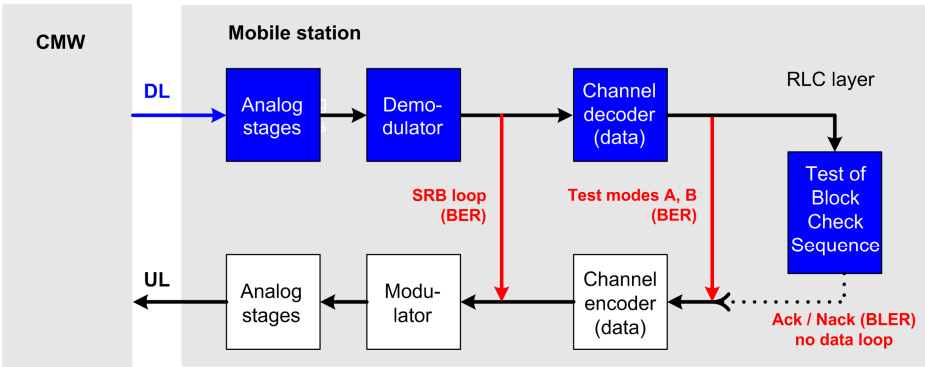 CMW
Mobile station
DL
Analog
stages
Demo-
dulator
Channel
decoder
(data)
RLC layer
SRB loop
(BER)
Test modes A, B
(BER)
Test of
Block
Check
Sequence
UL
Analog
stages
Modu-
lator
Channel
encoder
(data)
Ack / Nack (BLER)
no data loop